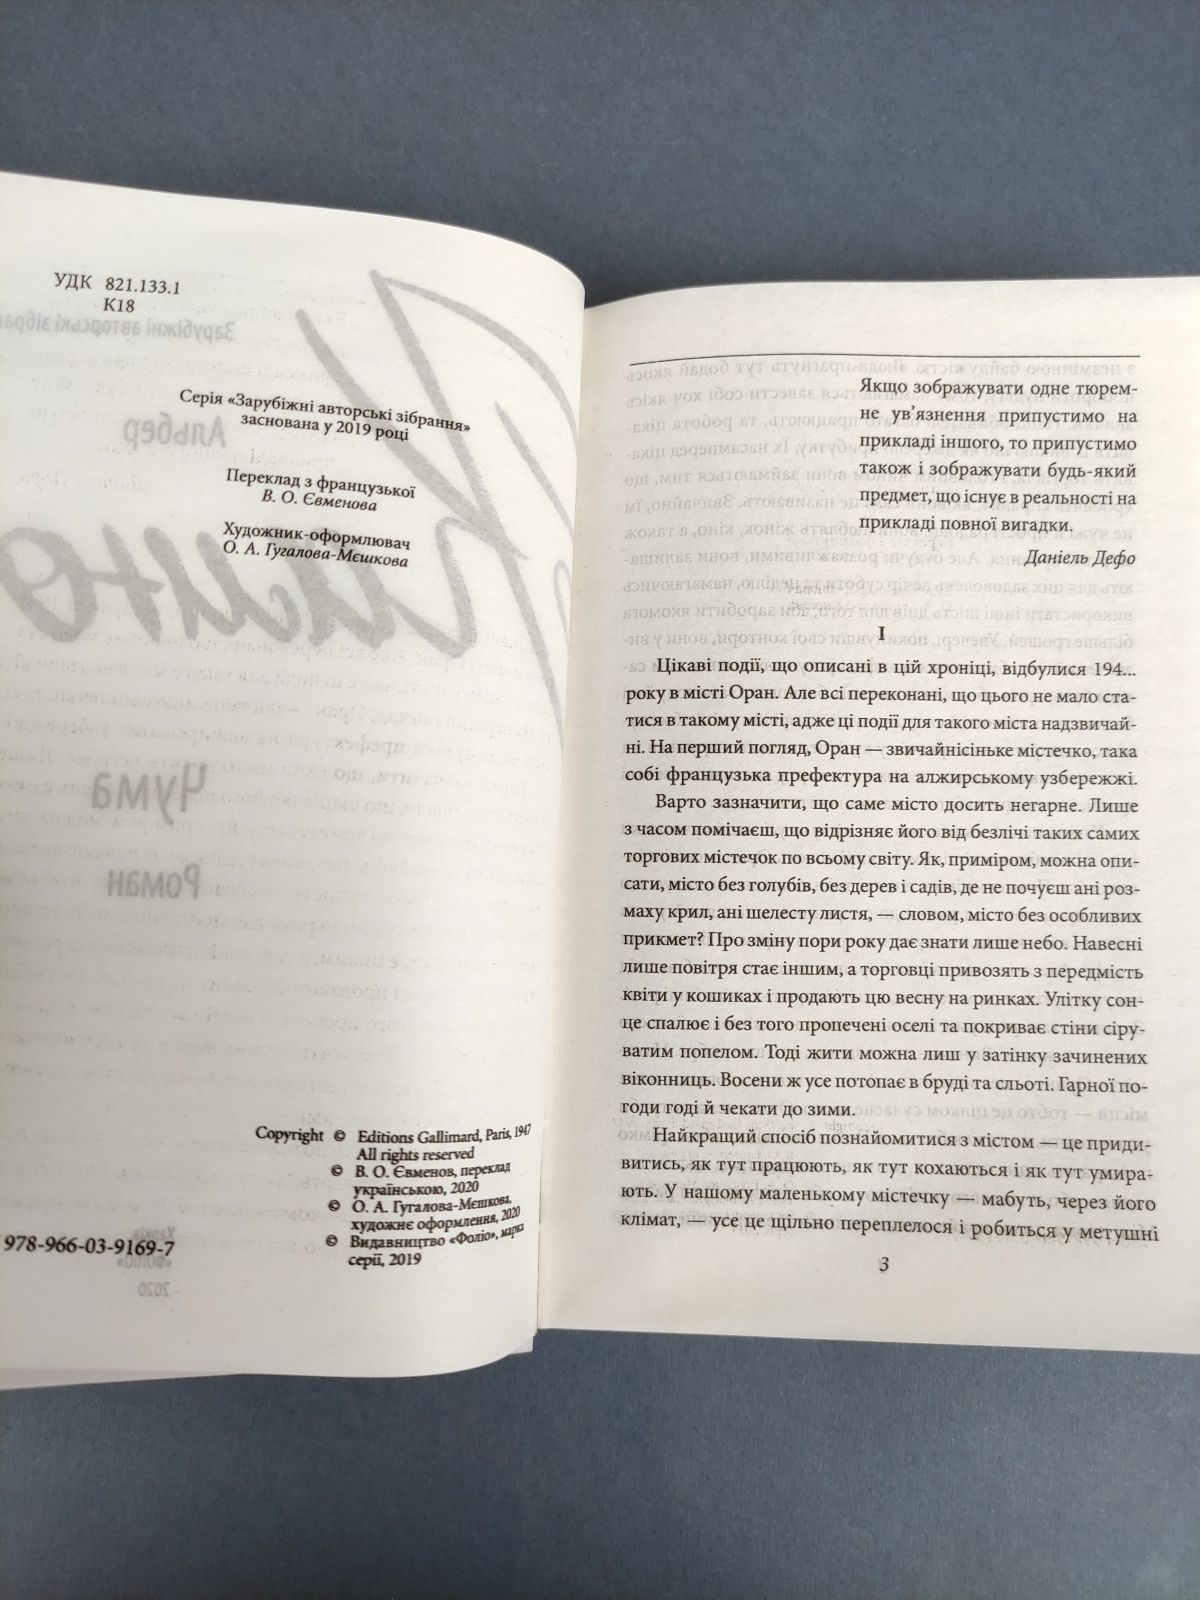 УДК 821.133.1
К18
Серія «Зарубіжні авторські зібрання»
заснована у 2019 році
Переклад з французької
В. О. Євменова
Художник-оформлювач
О. А. Гугалова-Мєшкова
Альбер
Камю
Чума
Роман
Copyright © Editions Gallimard, Paris, 1947
All rights reserved
© В. О. Євменов, переклад
українською, 2020
© О. А. Гугалова-Мєшкова,
художнє оформлення, 2020
© Видавництво «Фоліо», марка
серії, 2019
978-966-03-9169-7
Харків
«Фоліо»
2020
Якщо зображувати одне тюрем-
не ув’язнення припустимо на
прикладі іншого, то припустимо
також і зображувати будь-який
предмет, що існує в реальності на
прикладі повної вигадки.
Даніель Дефо
I
Цікаві події, що описані в цій хроніці, відбулися 194...
року в місті Оран. Але всі переконані, що цього не мало ста-
тися в такому місті, адже ці події для такого міста надзвичай-
ні. На перший погляд, Оран — звичайнісіньке містечко, така
собі французька префектура на алжирському узбережжі.
Варто зазначити, що саме місто досить негарне. Лише
з часом помічаєш, що відрізняє його від безлічі таких самих
торгових містечок по всьому світу. Як, приміром, можна опи-
сати, місто без голубів, без дерев і садів, де не почуєш ані роз-
маху крил, ані шелесту листя, — словом, місто без особливих
прикмет? Про зміну пори року дає знати лише небо. Навесні
лише повітря стає іншим, а торговці привозять з передмість
квіти у кошиках і продають цю весну на ринках. Улітку сон-
це спалює і без того пропечені оселі та покриває стіни сіру-
ватим попелом. Тоді жити можна лиш у затінку зачинених
віконниць. Восени ж усе потопає в бруді та сльоті. Гарної по-
годи годі й чекати до зими.
Найкращий спосіб познайомитися з містом — це приди-
витись, як тут працюють, як тут кохаються і як тут умира-
ють. У нашому маленькому містечку — мабуть, через його
клімат, — усе це щільно переплелося і робиться у метушні
3